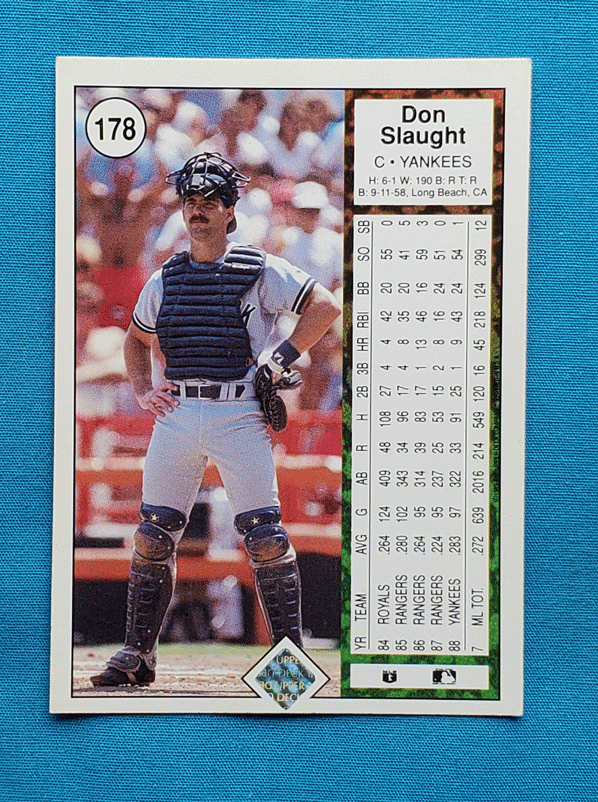 178
Don
Slaught
C • YANKEES
H: 6-1 W: 190 B: R T: R
B: 9-11-58, Long Beach, CA
YR TEAM AVG G AB R H 2B 3B HR RBI BB SO SB
84 ROYALS .264 124 409 48 108 27 4 4 42 20 55 0
85 RANGERS .280 102 343 34 96 17 4 8 35 20 41 5
86 RANGERS .264 95 314 39 83 17 1 13 46 16 59 3
87 RANGERS .224 95 237 25 53 15 2 8 16 24 51 0
88 YANKEES .283 97 322 33 91 25 1 9 43 24 54 1
7 ML TOT. .272 639 2016 214 549 120 16 45 218 124 299 12
UPPE
UPPER
DEC